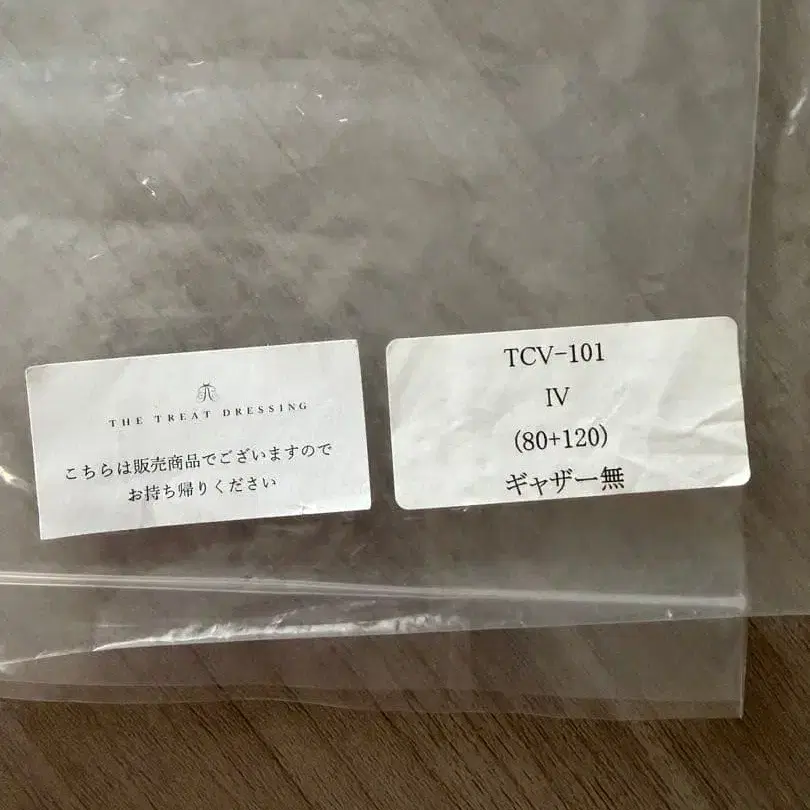 THE TREAT DRESSING
こちらは販売商品でございますので
お持ち帰りください
TCV-101
IV
(80+120)
ギャザー無